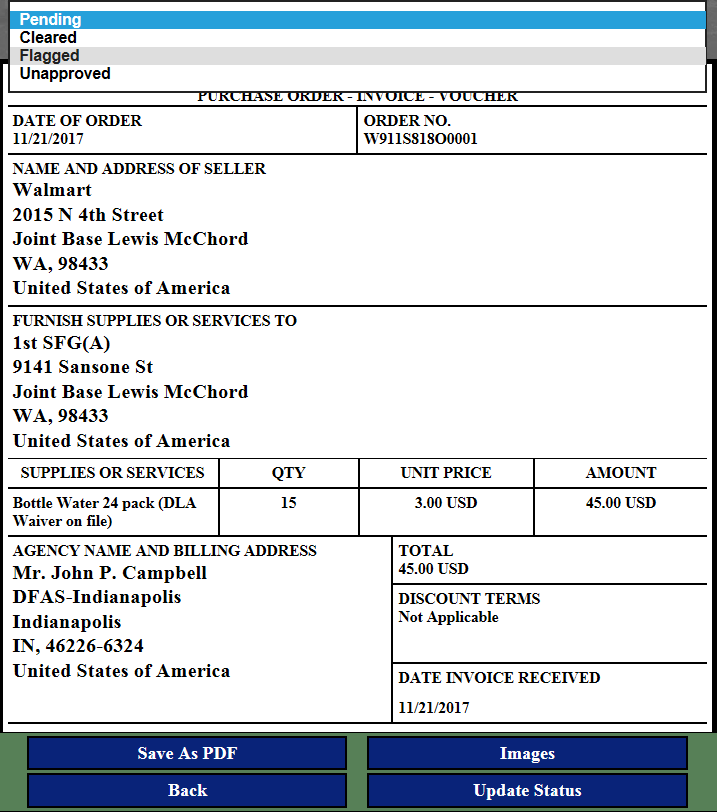 Pending
Cleared
Flagged
Unapproved
PURCHASE ORDER - INVOICE - VOUCHER
DATE OF ORDER
11/21/2017
ORDER NO.
W911S818O0001
NAME AND ADDRESS OF SELLER
Walmart
2015 N 4th Street
Joint Base Lewis McChord
WA, 98433
United States of America
FURNISH SUPPLIES OR SERVICES TO
1st SFG(A)
9141 Sansone St
Joint Base Lewis McChord
WA, 98433
United States of America
SUPPLIES OR SERVICES QTY UNIT PRICE AMOUNT
Bottle Water 24 pack (DLA 15 3.00 USD 45.00 USD
Waiver on file)
AGENCY NAME AND BILLING ADDRESS
Mr. John P. Campbell
DFAS-Indianapolis
Indianapolis
IN, 46226-6324
United States of America
TOTAL
45.00 USD
DISCOUNT TERMS
Not Applicable
DATE INVOICE RECEIVED
11/21/2017
Save As PDF Images
Back Update Status